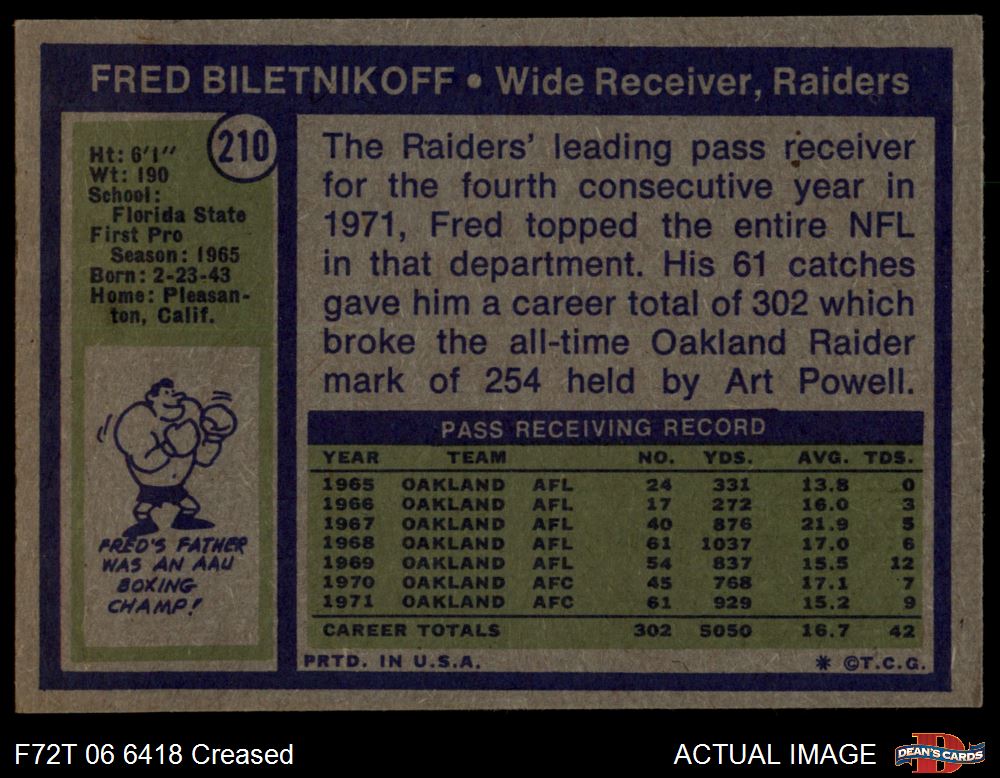 FRED BILETNIKOFF • Wide Receiver, Raiders
210
Ht: 6'1"
Wt: 190
School:
Florida State
First Pro
Season: 1965
Born: 2-23-43
Home: Pleasan-
ton, Calif.
FRED'S FATHER
WAS AN AAU
BOXING
CHAMP!
The Raiders' leading pass receiver
for the fourth consecutive year in
1971, Fred topped the entire NFL
in that department. His 61 catches
gave him a career total of 302 which
broke the all-time Oakland Raider
mark of 254 held by Art Powell.
PASS RECEIVING RECORD
YEAR TEAM NO. YDS. AVG. TDS.
1965 OAKLAND AFL 24 331 13.8 0
1966 OAKLAND AFL 17 272 16.0 3
1967 OAKLAND AFL 40 876 21.9 5
1968 OAKLAND AFL 61 1037 17.0 6
1969 OAKLAND AFL 54 837 15.5 12
1970 OAKLAND AFC 45 768 17.1 7
1971 OAKLAND AFC 61 929 15.2 9
CAREER TOTALS 302 5050 16.7 42
PRTD. IN U.S.A. * ©T.C.G.
F72T 06 6418 Creased
ACTUAL IMAGE
DEAN'S CARDS